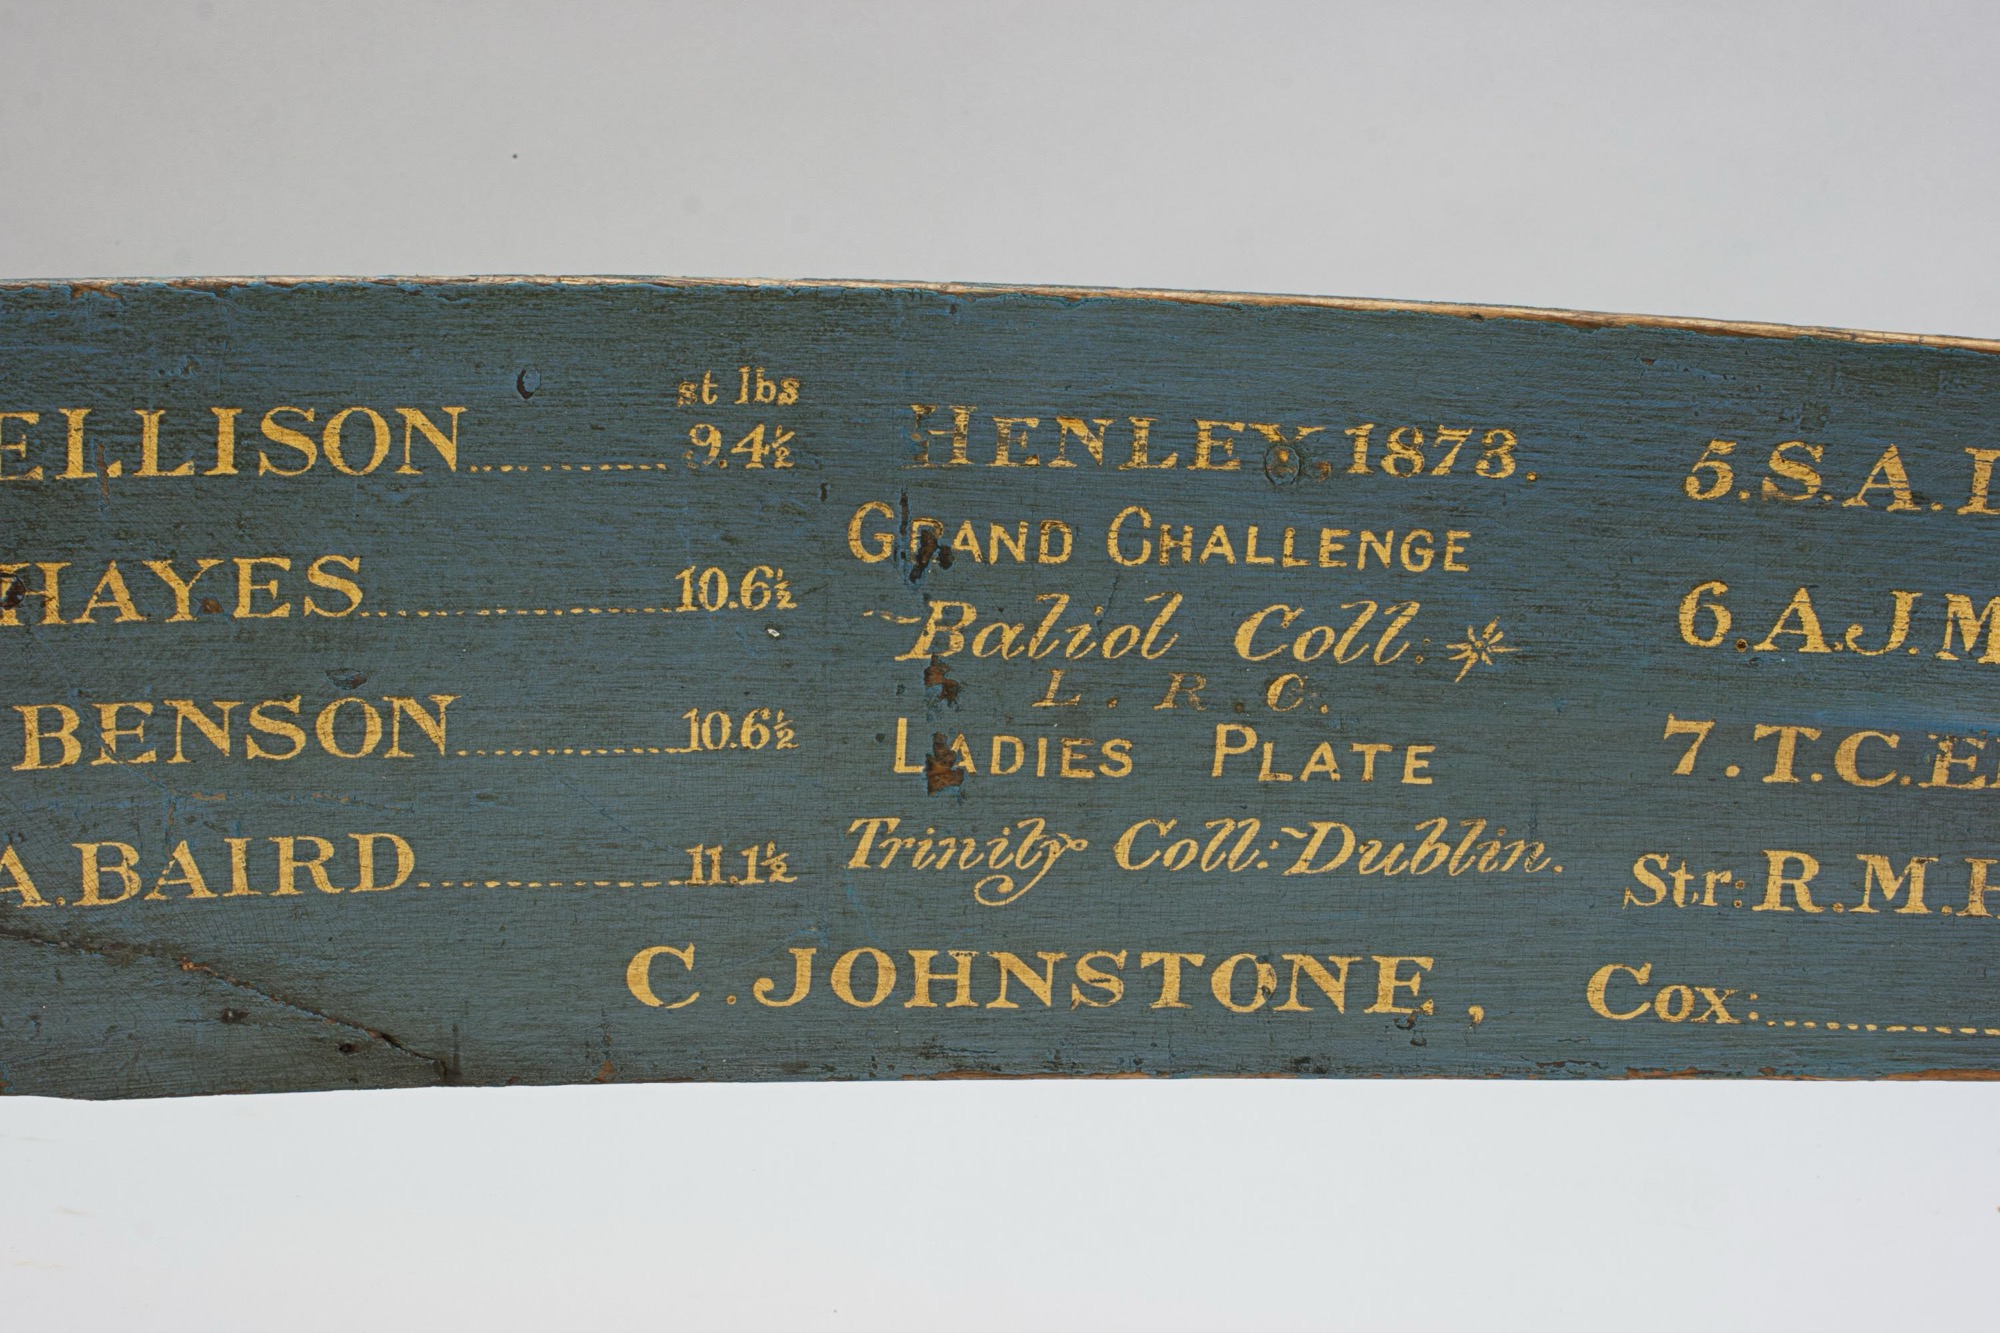 st lbs
ELLISON 9.4½
HAYES 10.6½
BENSON 10.6½
A. BAIRD 11.1½
HENLEY, 1873.
GRAND CHALLENGE
Baliol Coll:
L. R. C.
LADIES PLATE
Trinity Coll: Dublin.
C. JOHNSTONE,
5. S. A.
6. A. J. M
7. T. C. E
Str: R. M.
Cox: